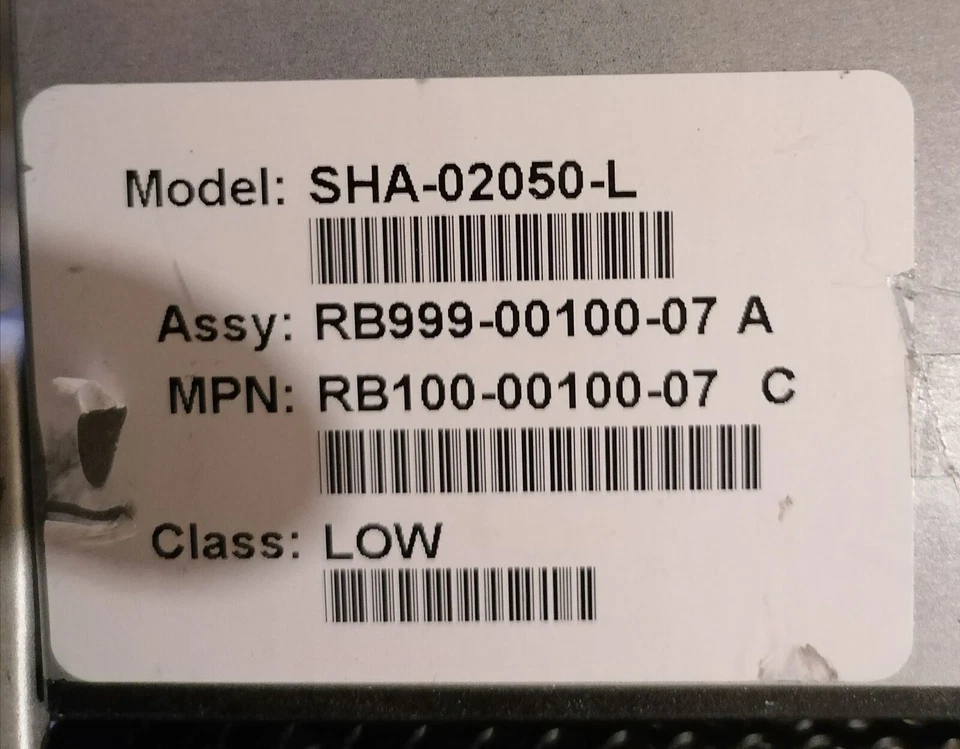 Model: SHA-02050-L
Assy: RB999-00100-07 A
MPN: RB100-00100-07 C
Class: LOW